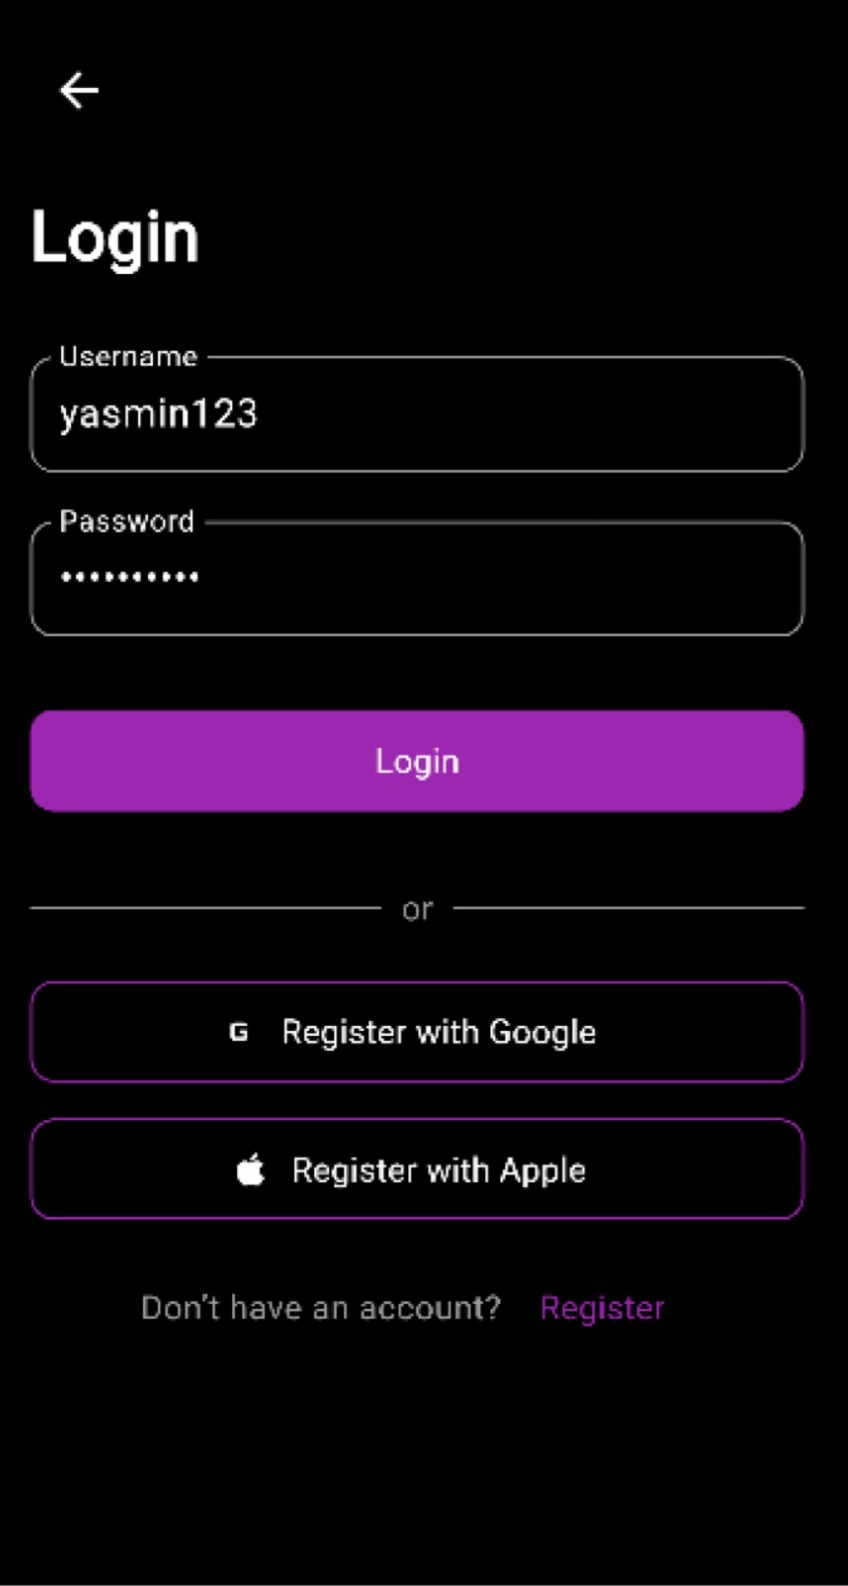 Login
Username
yasmin123
Password
••••••••••
Login
or
G Register with Google
Register with Apple
Don't have an account? Register